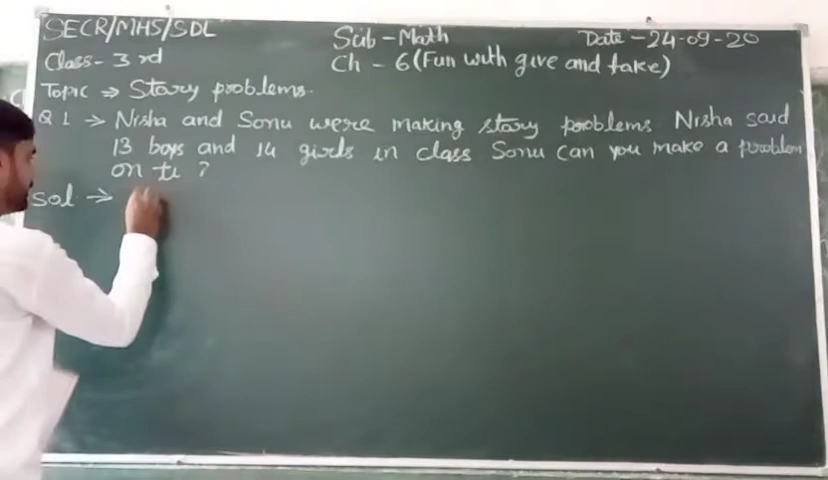 SECR/MHS/SDL
Sub - Math
Date - 24-09-20
Class - 3rd
Ch - 6 (Fun with give and take)
Topic ⇒ Story problems.
Q 1 → Nisha and Sonu were making story problems Nisha said
13 boys and 14 girls in class Sonu can you make a problem
on it ?
Sol →